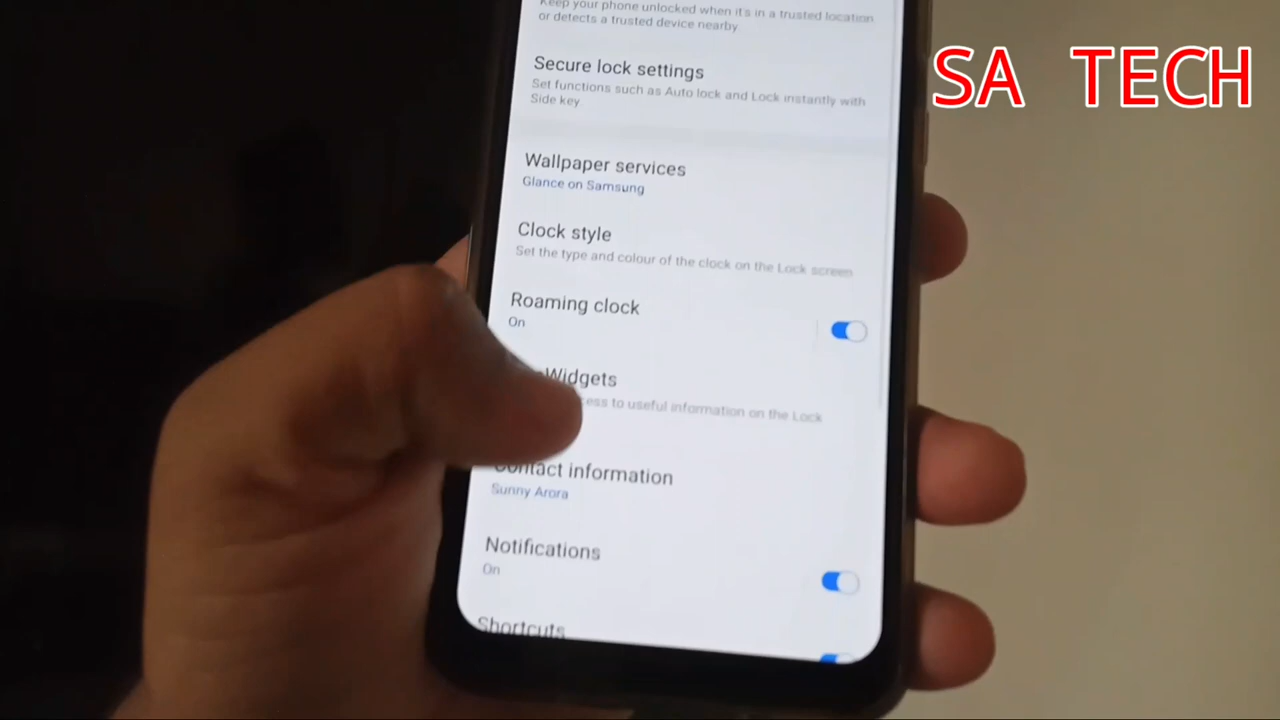 Keep your phone unlocked when it's in a trusted location
or detects a trusted device nearby
SA TECH
Secure lock settings
Set functions such as Auto lock and Lock instantly with
Side key
Wallpaper services
Glance on Samsung
Clock style
Set the type and colour of the clock on the Lock screen
Roaming clock
On
Widgets
to useful information on the Lock
Contact information
Sunny Arora
Notifications
On
Shortcuts